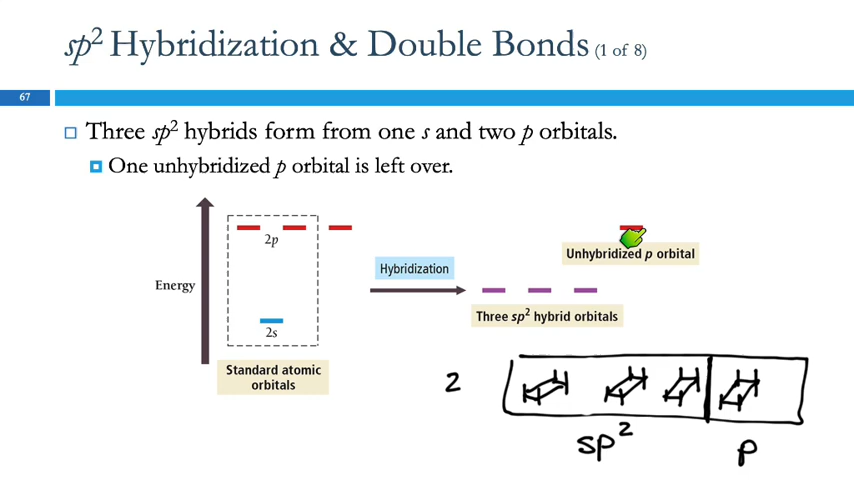 sp² Hybridization & Double Bonds (1 of 8)
67
Three sp² hybrids form from one s and two p orbitals.
One unhybridized p orbital is left over.
2p
Unhybridized p orbital
Hybridization
Energy
Three sp² hybrid orbitals
2s
Standard atomic
orbitals
2
sp²
p